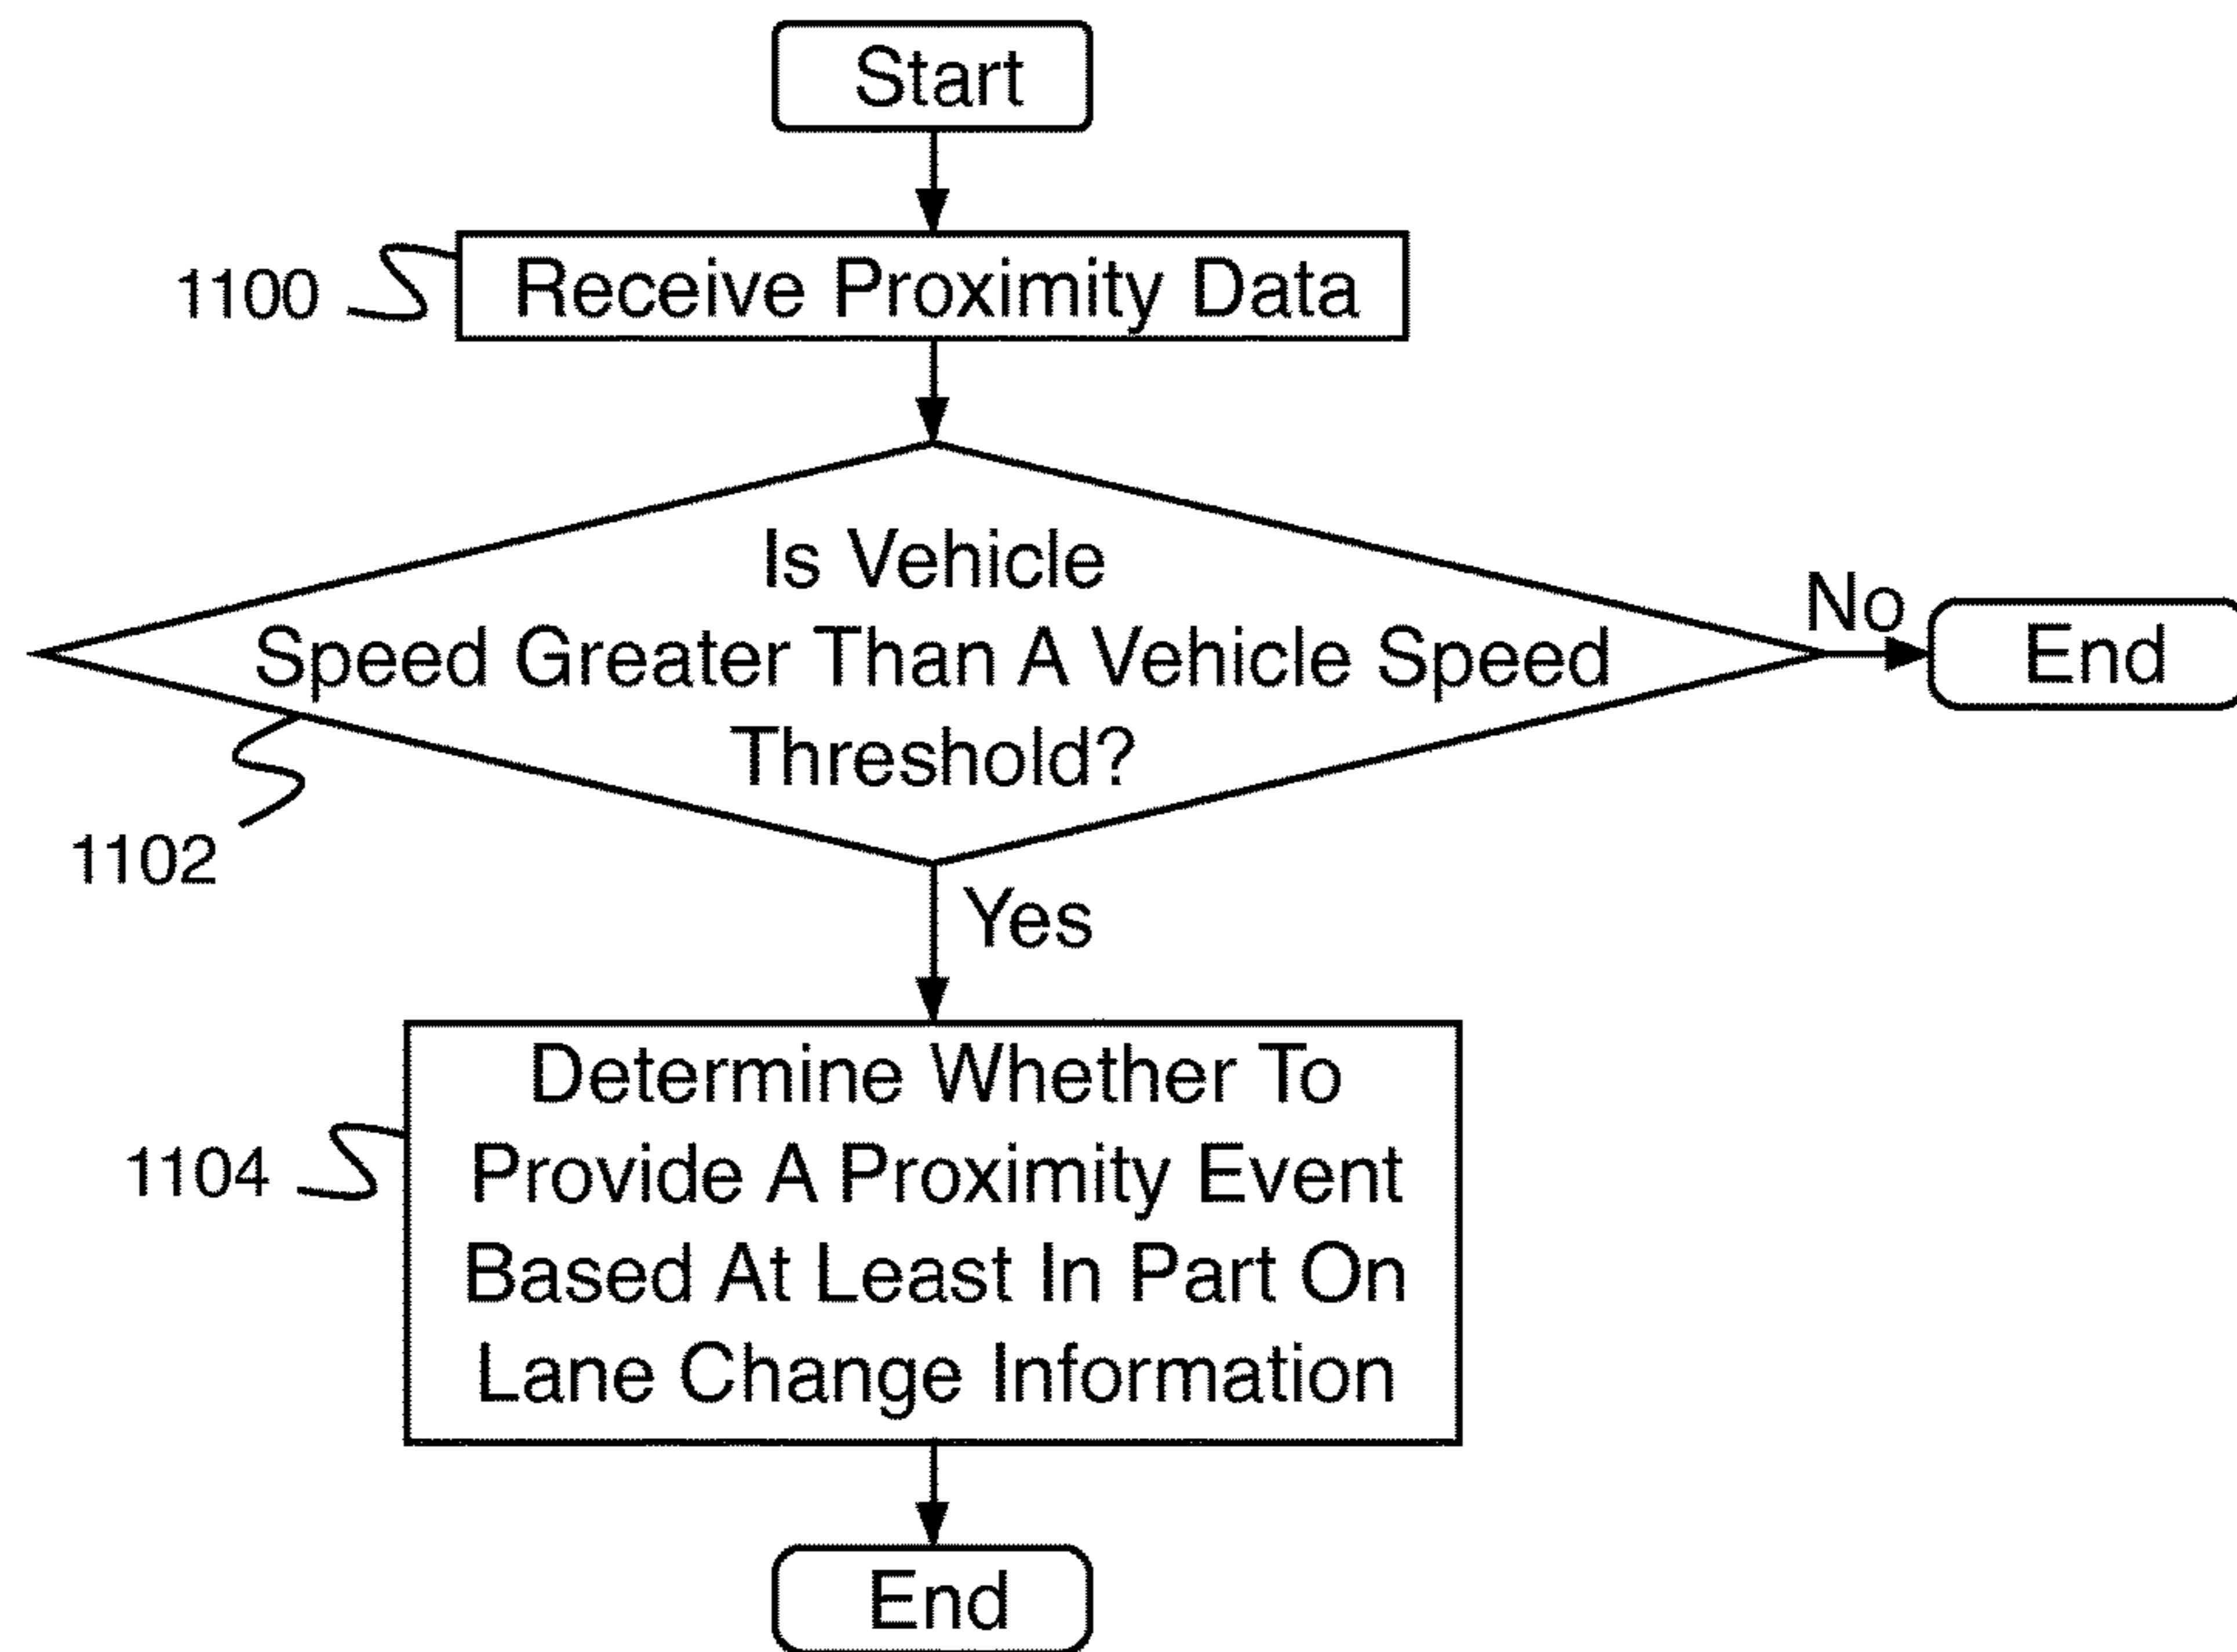 Start
1100
Receive Proximity Data
Is Vehicle
Speed Greater Than A Vehicle Speed
Threshold?
No
End
1102
Yes
1104
Determine Whether To
Provide A Proximity Event
Based At Least In Part On
Lane Change Information
End